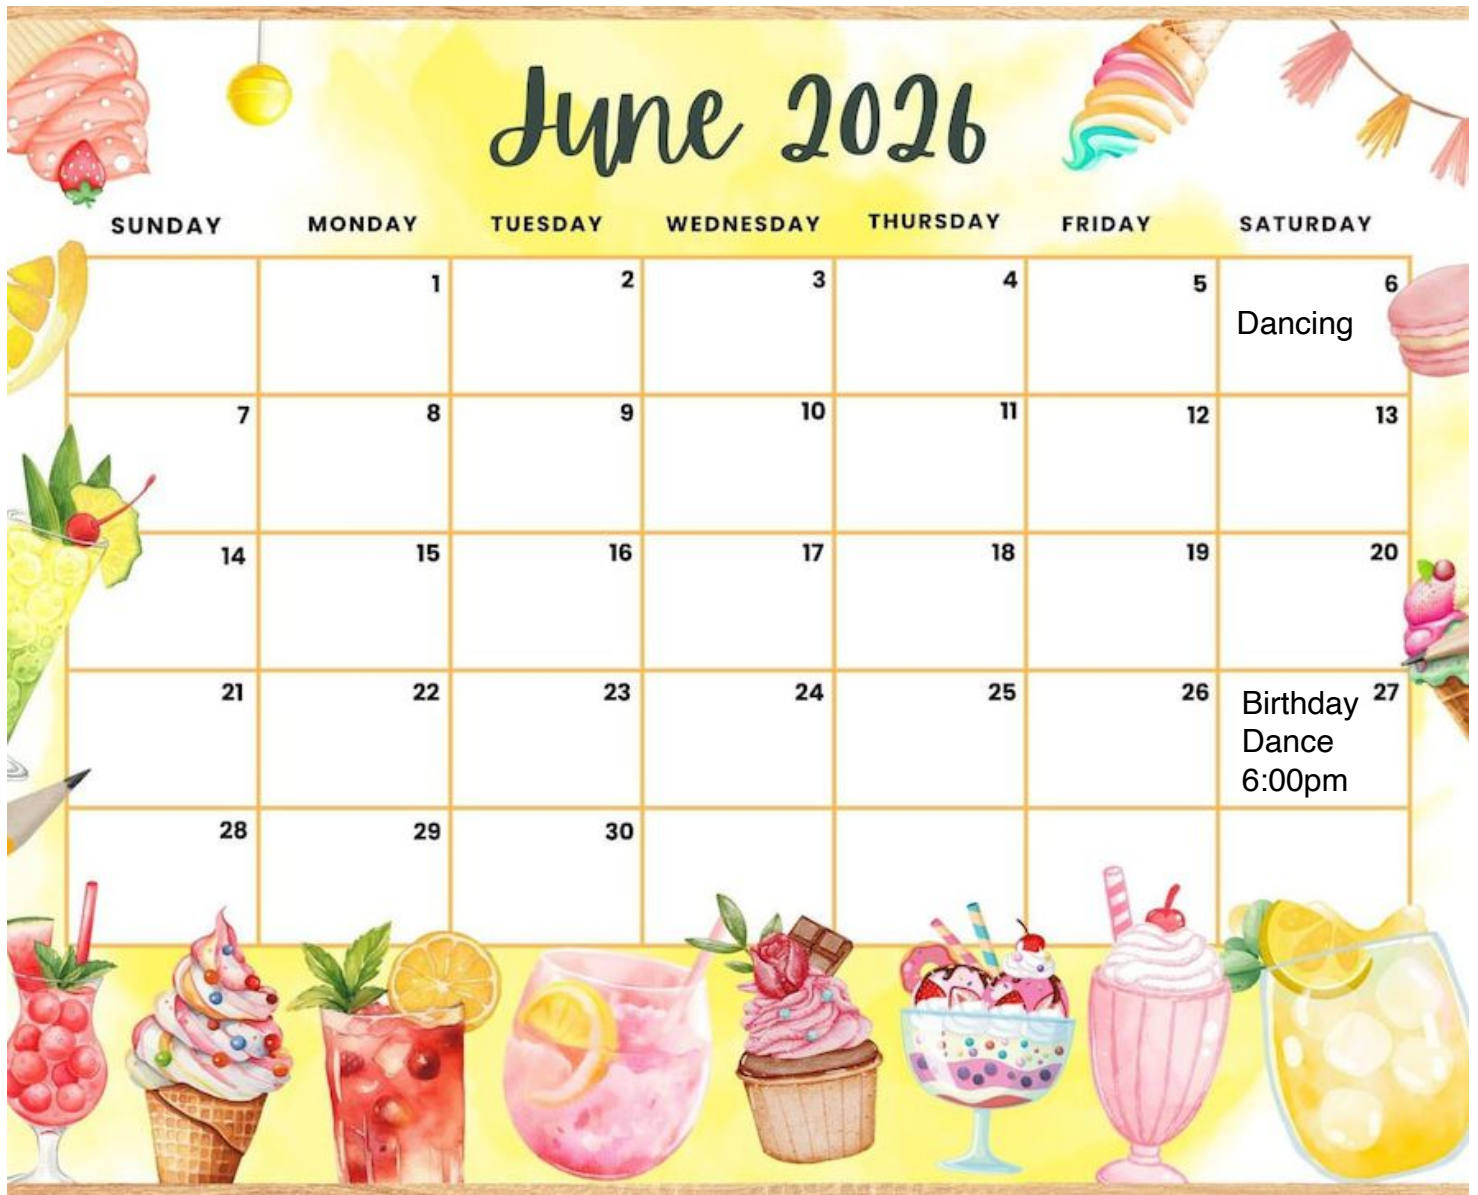 June 2026
SUNDAY MONDAY TUESDAY WEDNESDAY THURSDAY FRIDAY SATURDAY
1 2 3 4 5 6
Dancing
7 8 9 10 11 12 13
14 15 16 17 18 19 20
21 22 23 24 25 26 27
Birthday
Dance
6:00pm
28 29 30